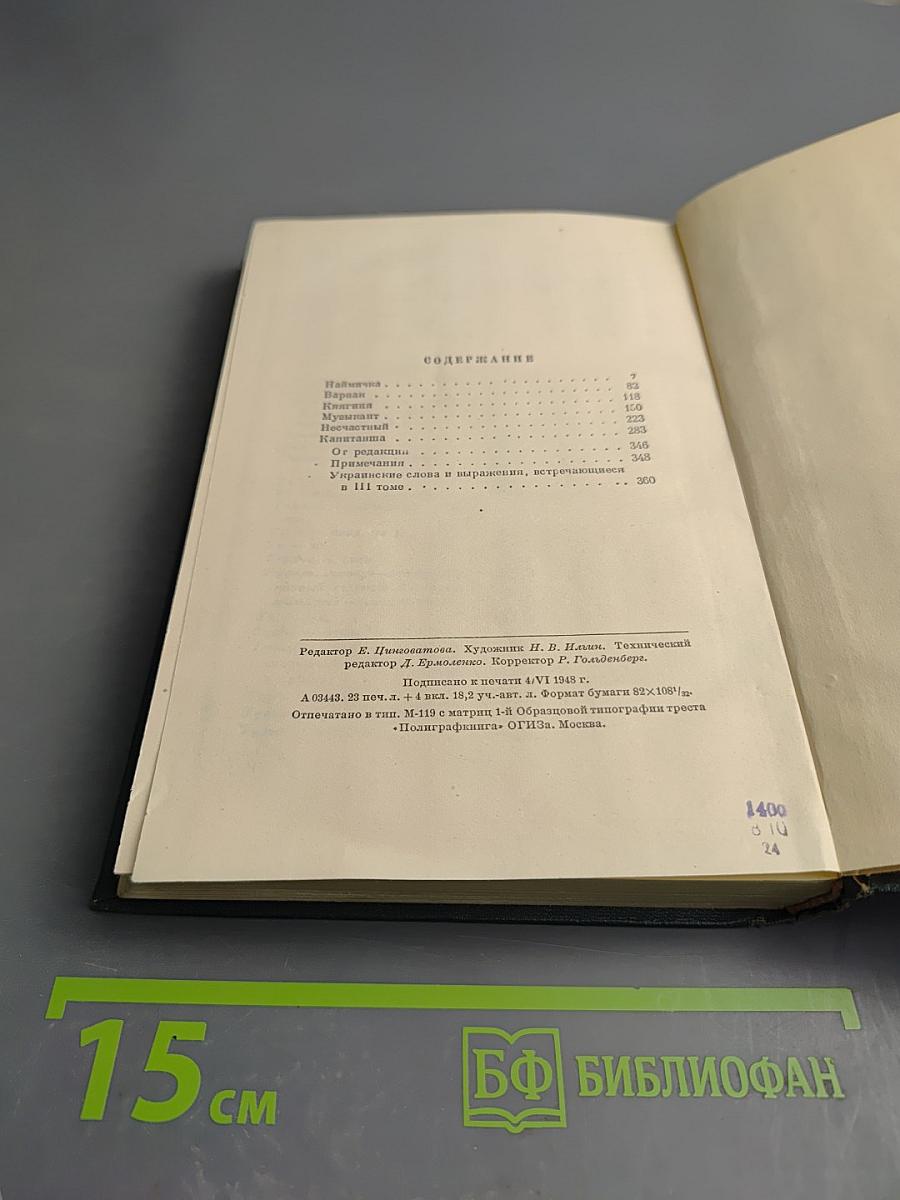 СОДЕРЖАНИЕ
Наймичка . . . . . . . . . . . . . . . . . . . . 7
Варнак . . . . . . . . . . . . . . . . . . . . 82
Княгиня . . . . . . . . . . . . . . . . . . . . 118
Музыкант . . . . . . . . . . . . . . . . . . . . 150
Несчастный . . . . . . . . . . . . . . . . . . . . 223
Капитанша . . . . . . . . . . . . . . . . . . . . 283
От редакции . . . . . . . . . . . . . . . . . . 346
Примечания . . . . . . . . . . . . . . . . . . 348
Украинские слова и выражения, встречающиеся
в III томе . . . . . . . . . . . . . . . . . . 360
Редактор Е. Цинговатова. Художник Н. В. Ильин. Технический
редактор Д. Ермоленко. Корректор Р. Гольденберг.
Подписано к печати 4/VI 1948 г.
А 03443. 23 печ. л. + 4 вкл. 18,2 уч.-авт. л. Формат бумаги 82×108¹/₃₂.
Отпечатано в тип. М-119 с матриц 1-й Образцовой типографии треста
«Полиграфкнига» ОГИЗа. Москва.
1400
24
15 см
БФ БИБЛИОФАН